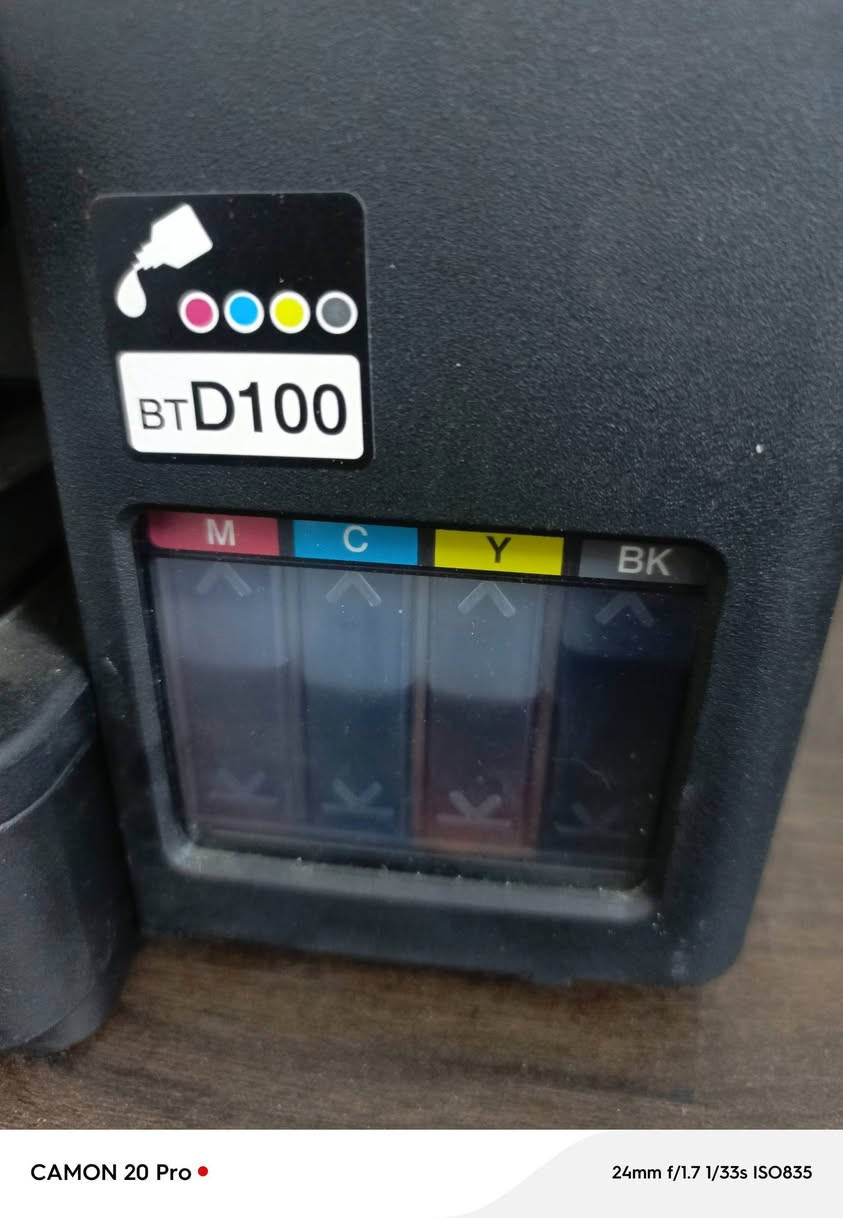 BTD100
M C Y BK
CAMON 20 Pro
24mm f/1.7 1/33s ISO835